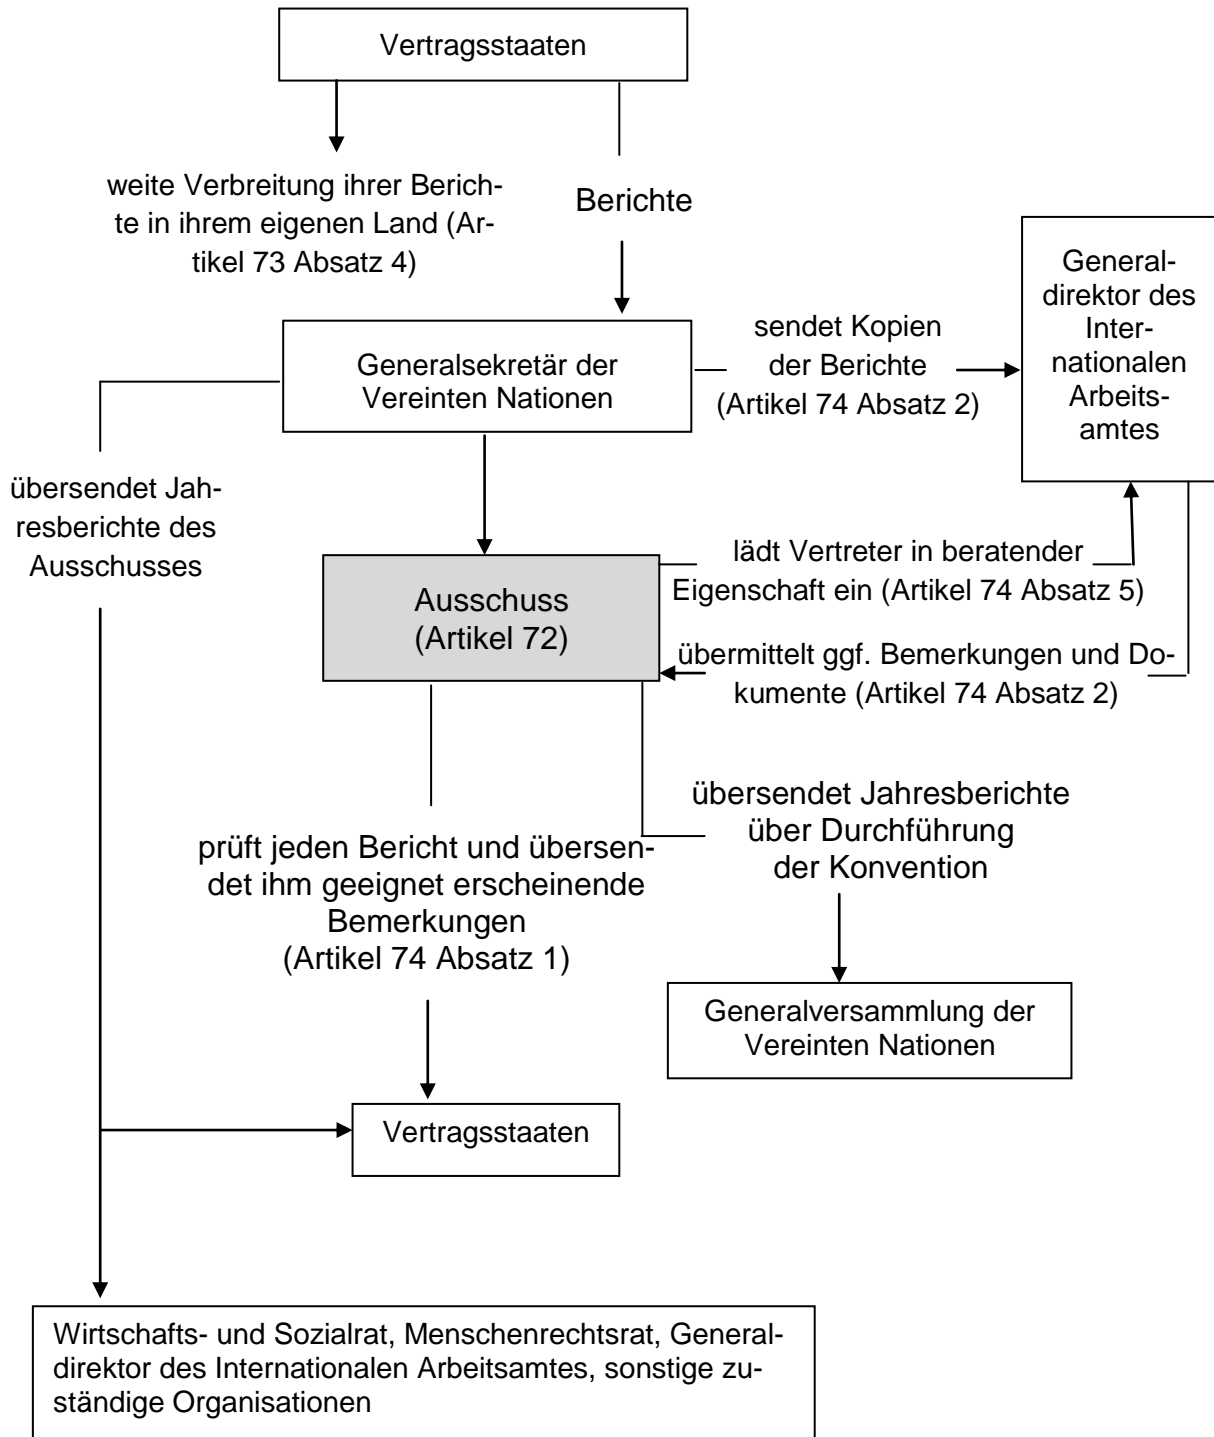 Vertragsstaaten
weite Verbreitung ihrer Berich-
te in ihrem eigenen Land (Ar-
tikel 73 Absatz 4)
Berichte
General-
direktor des
Inter-
nationalen
Arbeits-
amtes
Generalsekretär der
Vereinten Nationen
sendet Kopien
der Berichte
(Artikel 74 Absatz 2)
übersendet Jah-
resberichte des
Ausschusses
Ausschuss
(Artikel 72)
lädt Vertreter in beratender
Eigenschaft ein (Artikel 74 Absatz 5)
übermittelt ggf. Bemerkungen und Do-
kumente (Artikel 74 Absatz 2)
prüft jeden Bericht und übersen-
det ihm geeignet erscheinende
Bemerkungen
(Artikel 74 Absatz 1)
übersendet Jahresberichte
über Durchführung
der Konvention
Generalversammlung der
Vereinten Nationen
Vertragsstaaten
Wirtschafts- und Sozialrat, Menschenrechtsrat, General-
direktor des Internationalen Arbeitsamtes, sonstige zu-
ständige Organisationen